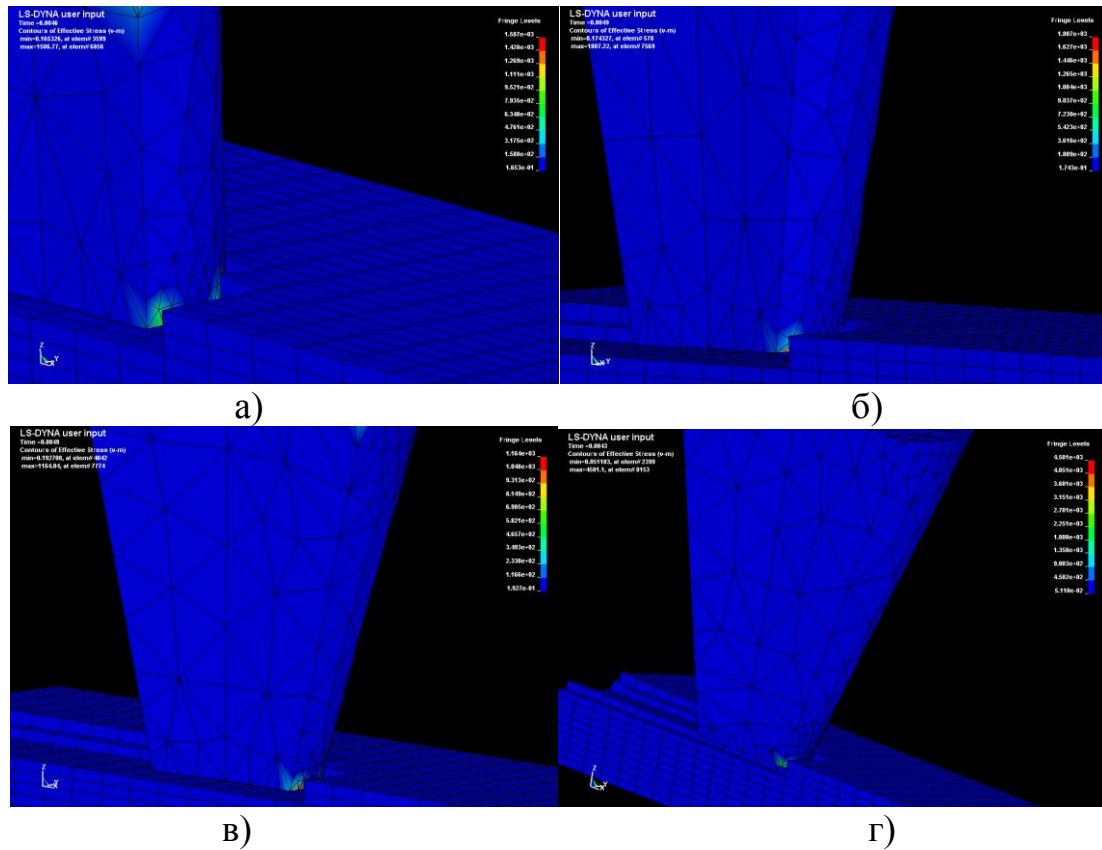 LS-DYNA user input
Time =0.0046
Contours of Effective Stress (v-m)
min=0.165326, at elem# 3599
max=1586.77, at elem# 6856
Fringe Levels
1.587e+03
1.428e+03
1.269e+03
1.111e+03
9.521e+02
7.935e+02
6.348e+02
4.761e+02
3.175e+02
1.588e+02
1.653e-01
Z
Y
X
а)
LS-DYNA user input
Time =0.0049
Contours of Effective Stress (v-m)
min=0.174327, at elem# 578
max=1807.22, at elem# 7569
Fringe Levels
1.807e+03
1.627e+03
1.446e+03
1.265e+03
1.084e+03
9.037e+02
7.230e+02
5.423e+02
3.616e+02
1.809e+02
1.743e-01
Z
Y
б)
LS-DYNA user input
Time =0.0049
Contours of Effective Stress (v-m)
min=0.192708, at elem# 4042
max=1164.04, at elem# 7774
Fringe Levels
1.164e+03
1.048e+03
9.313e+02
8.149e+02
6.985e+02
5.821e+02
4.657e+02
3.493e+02
2.330e+02
1.166e+02
1.927e-01
Z
Y
в)
LS-DYNA user input
Time =0.0043
Contours of Effective Stress (v-m)
min=0.051183, at elem# 2399
max=4501.1, at elem# 8153
Fringe Levels
4.501e+03
4.051e+03
3.601e+03
3.151e+03
2.701e+03
2.251e+03
1.800e+03
1.350e+03
9.003e+02
4.502e+02
5.118e-02
Z
Y
г)